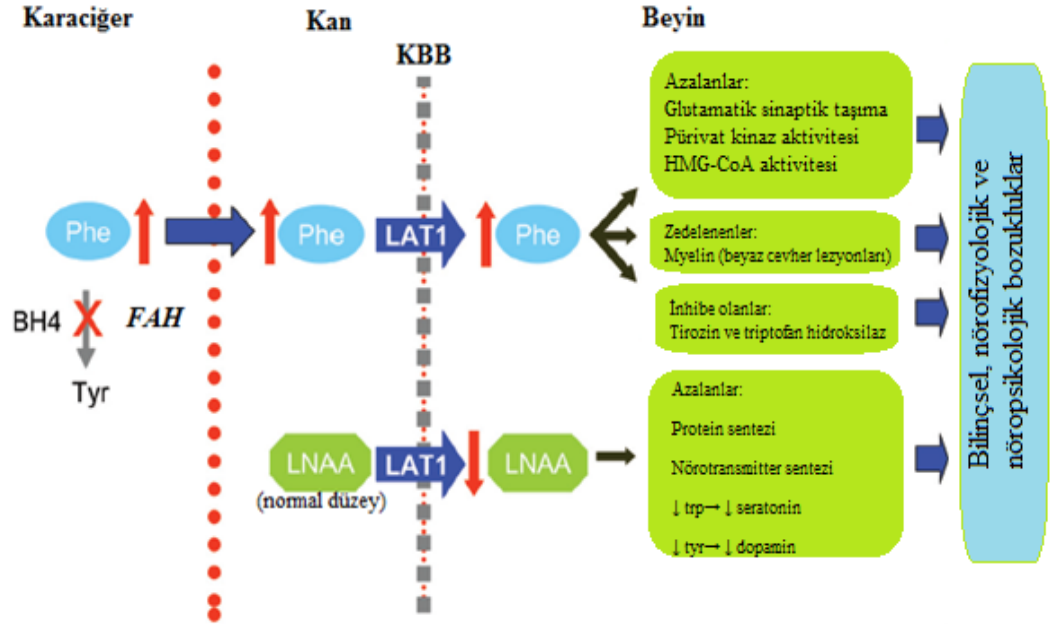 Karaciğer
Kan
Beyin
KBB
Azalanlar:
Glutamatik sinaptik taşıma
Pürivat kinaz aktivitesi
HMG-CoA aktivitesi
Phe
Phe
LAT1
Phe
Zedelenenler:
Myelin (beyaz cevher lezyonları)
BH4
FAH
Tyr
İnhibe olanlar:
Tirozin ve triptofan hidroksilaz
LNAA
(normal düzey)
LAT1
LNAA
Azalanlar:
Protein sentezi
Nörotransmitter sentezi
↓ trp→ ↓ seratonin
↓ tyr→ ↓ dopamin
Bilinçsel, nörofizyolojik ve
nöropsikolojik bozukluklar